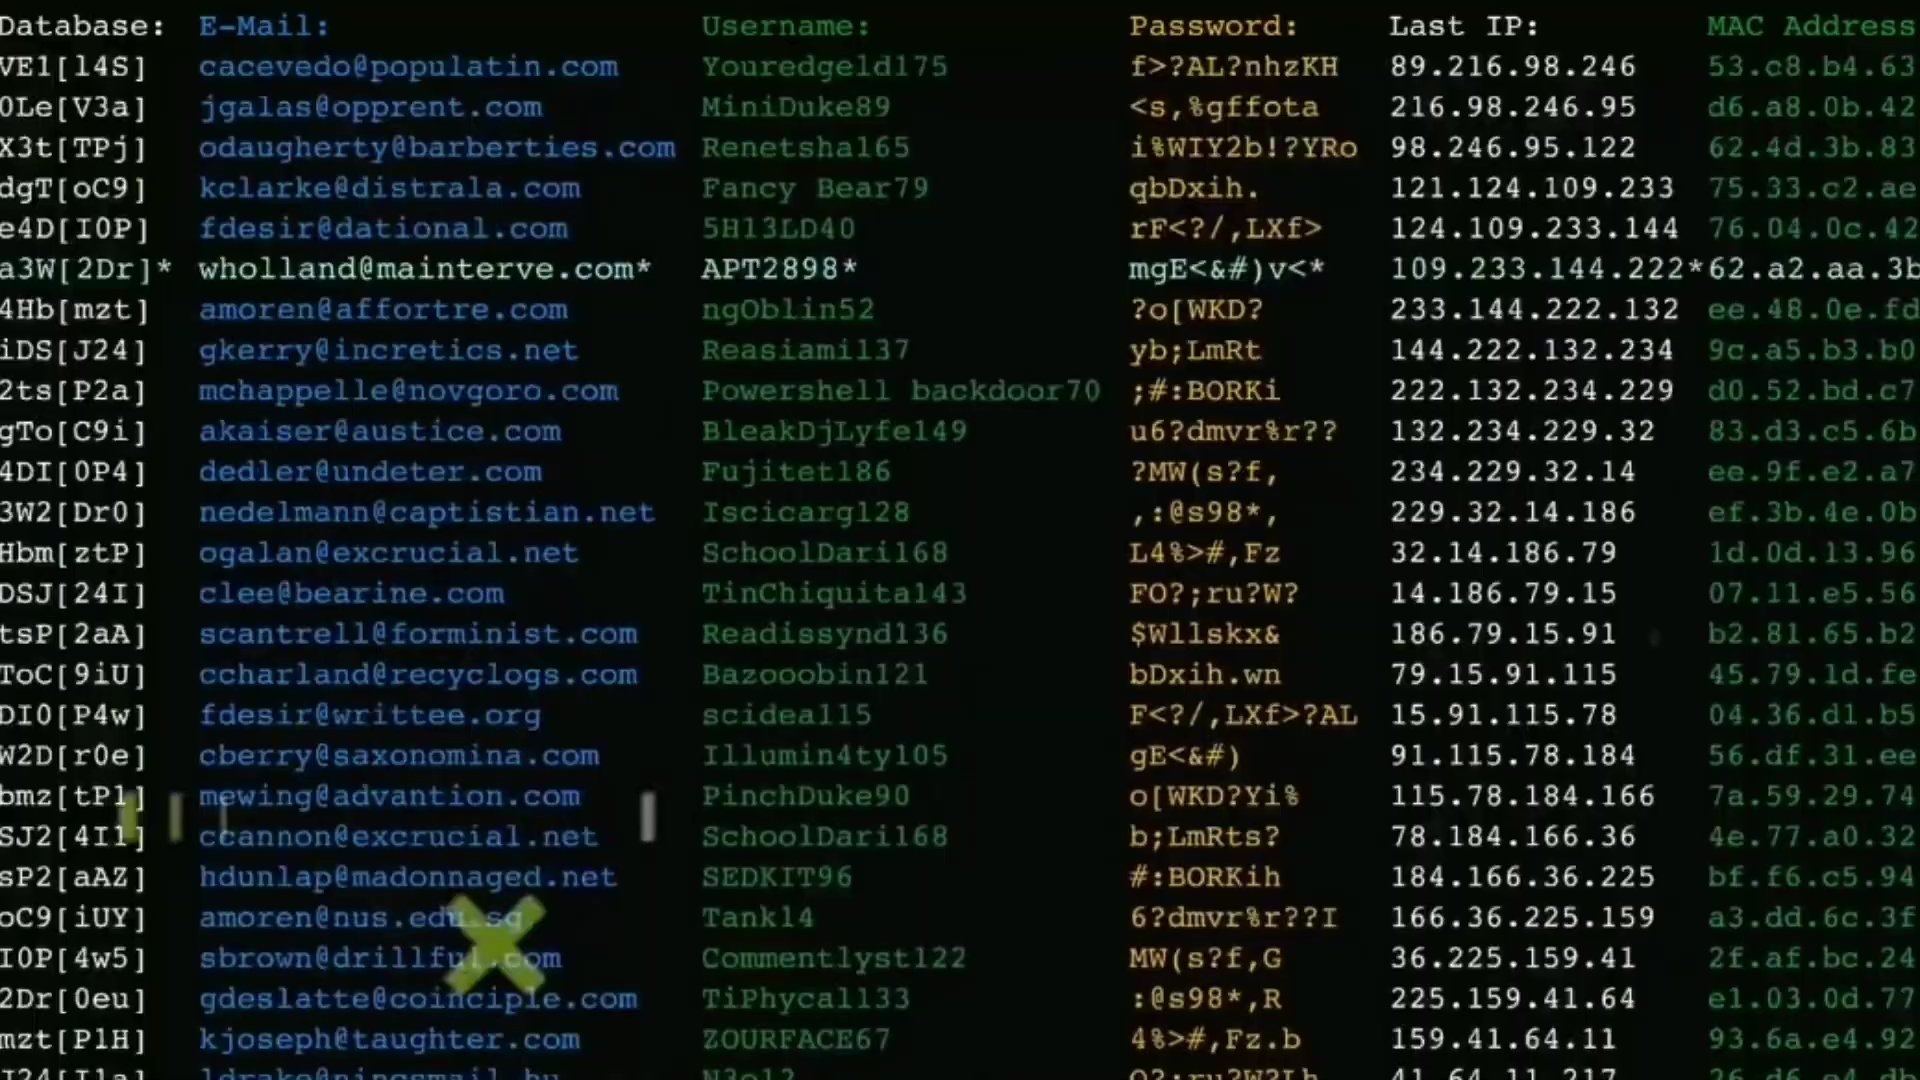 Database: E-Mail: Username: Password: Last IP: MAC Address
VE1[l4S] cacevedo@populatin.com Youredgeld175 f>?AL?nhzKH 89.216.98.246 53.c8.b4.63
0Le[V3a] jgalas@opprent.com MiniDuke89 <s,%gffota 216.98.246.95 d6.a8.0b.42
X3t[TPj] odaugherty@barberties.com Renetsha165 i%WIY2b!?YRo 98.246.95.122 62.4d.3b.83
dgT[oC9] kclarke@distrala.com Fancy Bear79 qbDxih. 121.124.109.233 75.33.c2.ae
e4D[I0P] fdesir@dational.com 5H13LD40 rF<?/,LXf> 124.109.233.144 76.04.0c.42
a3W[2Dr]* wholland@mainterve.com* APT2898* mgE<&#)v<* 109.233.144.222* 62.a2.aa.3b
4Hb[mzt] amoren@affortre.com ngOblin52 ?o[WKD? 233.144.222.132 ee.48.0e.fd
iDS[J24] gkerry@incretics.net Reasiami137 yb;LmRt 144.222.132.234 9c.a5.b3.b0
2ts[P2a] mchappelle@novgoro.com Powershell backdoor70 ;#:BORKi 222.132.234.229 d0.52.bd.c7
gTo[C9i] akaiser@austice.com BleakDjLyfe149 u6?dmvr%r?? 132.234.229.32 83.d3.c5.6b
4DI[0P4] dedler@undeter.com Fujitet186 ?MW(s?f, 234.229.32.14 ee.9f.e2.a7
3W2[Dr0] nedelmann@captistian.net Iscicarg128 ,:@s98*, 229.32.14.186 ef.3b.4e.0b
Hbm[ztP] ogalan@excrucial.net SchoolDari168 L4%>#,Fz 32.14.186.79 1d.0d.13.96
DSJ[24I] clee@bearine.com TinChiquita143 FO?;ru?W? 14.186.79.15 07.11.e5.56
tsP[2aA] scantrell@forminist.com Readissynd136 $Wllskx& 186.79.15.91 b2.81.65.b2
ToC[9iU] ccharland@recyclogs.com Bazooobin121 bDxih.wn 79.15.91.115 45.79.1d.fe
DI0[P4w] fdesir@writtee.org scidea115 F<?/,LXf>?AL 15.91.115.78 04.36.d1.b5
W2D[r0e] cberry@saxonomina.com Illumin4ty105 gE<&#) 91.115.78.184 56.df.31.ee
bmz[tPl] mewing@advantion.com PinchDuke90 o[WKD?Yi% 115.78.184.166 7a.59.29.74
SJ2[4Il] ccannon@excrucial.net SchoolDari168 b;LmRts? 78.184.166.36 4e.77.a0.32
sP2[aAZ] hdunlap@madonnaged.net SEDKIT96 #:BORKih 184.166.36.225 bf.f6.c5.94
oC9[iUY] amoren@nus.edu.sg Tank14 6?dmvr%r??I 166.36.225.159 a3.dd.6c.3f
I0P[4w5] sbrown@drillful.com Commentlyst122 MW(s?f,G 36.225.159.41 2f.af.bc.24
2Dr[0eu] gdeslatte@coinciple.com TiPhycal133 :@s98*,R 225.159.41.64 e1.03.0d.77
mzt[PlH] kjoseph@taughter.com ZOURFACE67 4%>#,Fz.b 159.41.64.11 93.6a.e4.92